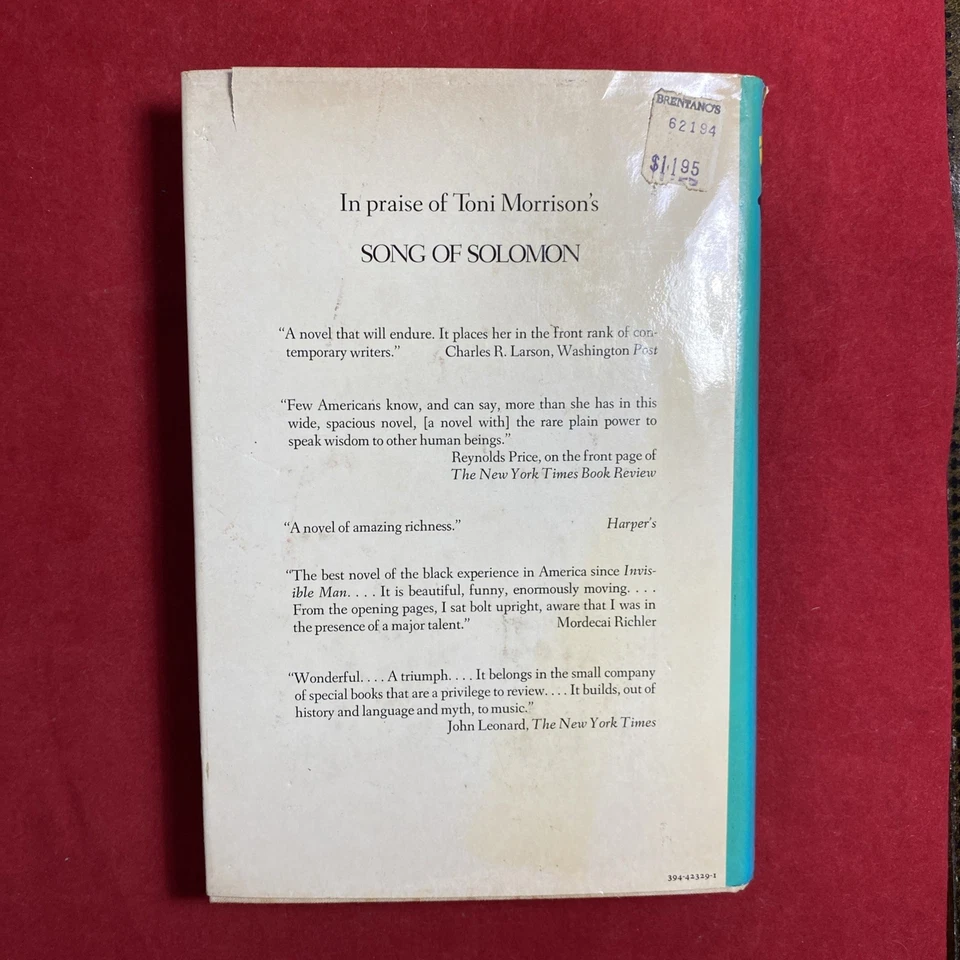 BRENTANO'S
62194
$11.95
In praise of Toni Morrison's
SONG OF SOLOMON
“A novel that will endure. It places her in the front rank of con-
temporary writers.” Charles R. Larson, Washington Post
“Few Americans know, and can say, more than she has in this
wide, spacious novel, [a novel with] the rare plain power to
speak wisdom to other human beings.”
Reynolds Price, on the front page of
The New York Times Book Review
“A novel of amazing richness.” Harper's
“The best novel of the black experience in America since Invis-
ible Man. . . . It is beautiful, funny, enormously moving. . . .
From the opening pages, I sat bolt upright, aware that I was in
the presence of a major talent.” Mordecai Richler
“Wonderful. . . . A triumph. . . . It belongs in the small company
of special books that are a privilege to review. . . . It builds, out of
history and language and myth, to music.”
John Leonard, The New York Times
394-42329-1